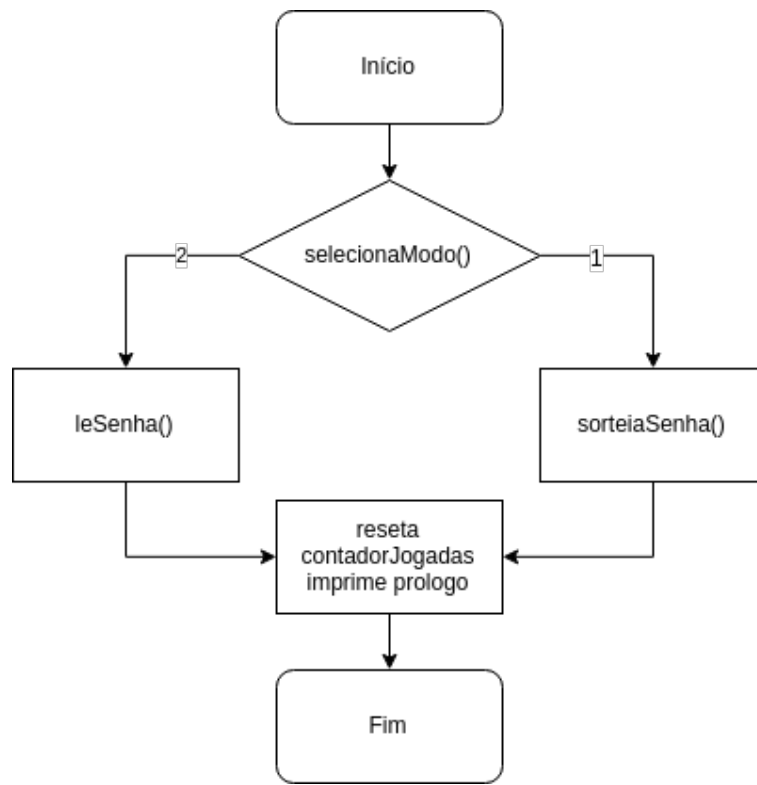 Início
selecionaModo()
2
1
leSenha()
sorteiaSenha()
reseta
contadorJogadas
imprime prologo
Fim